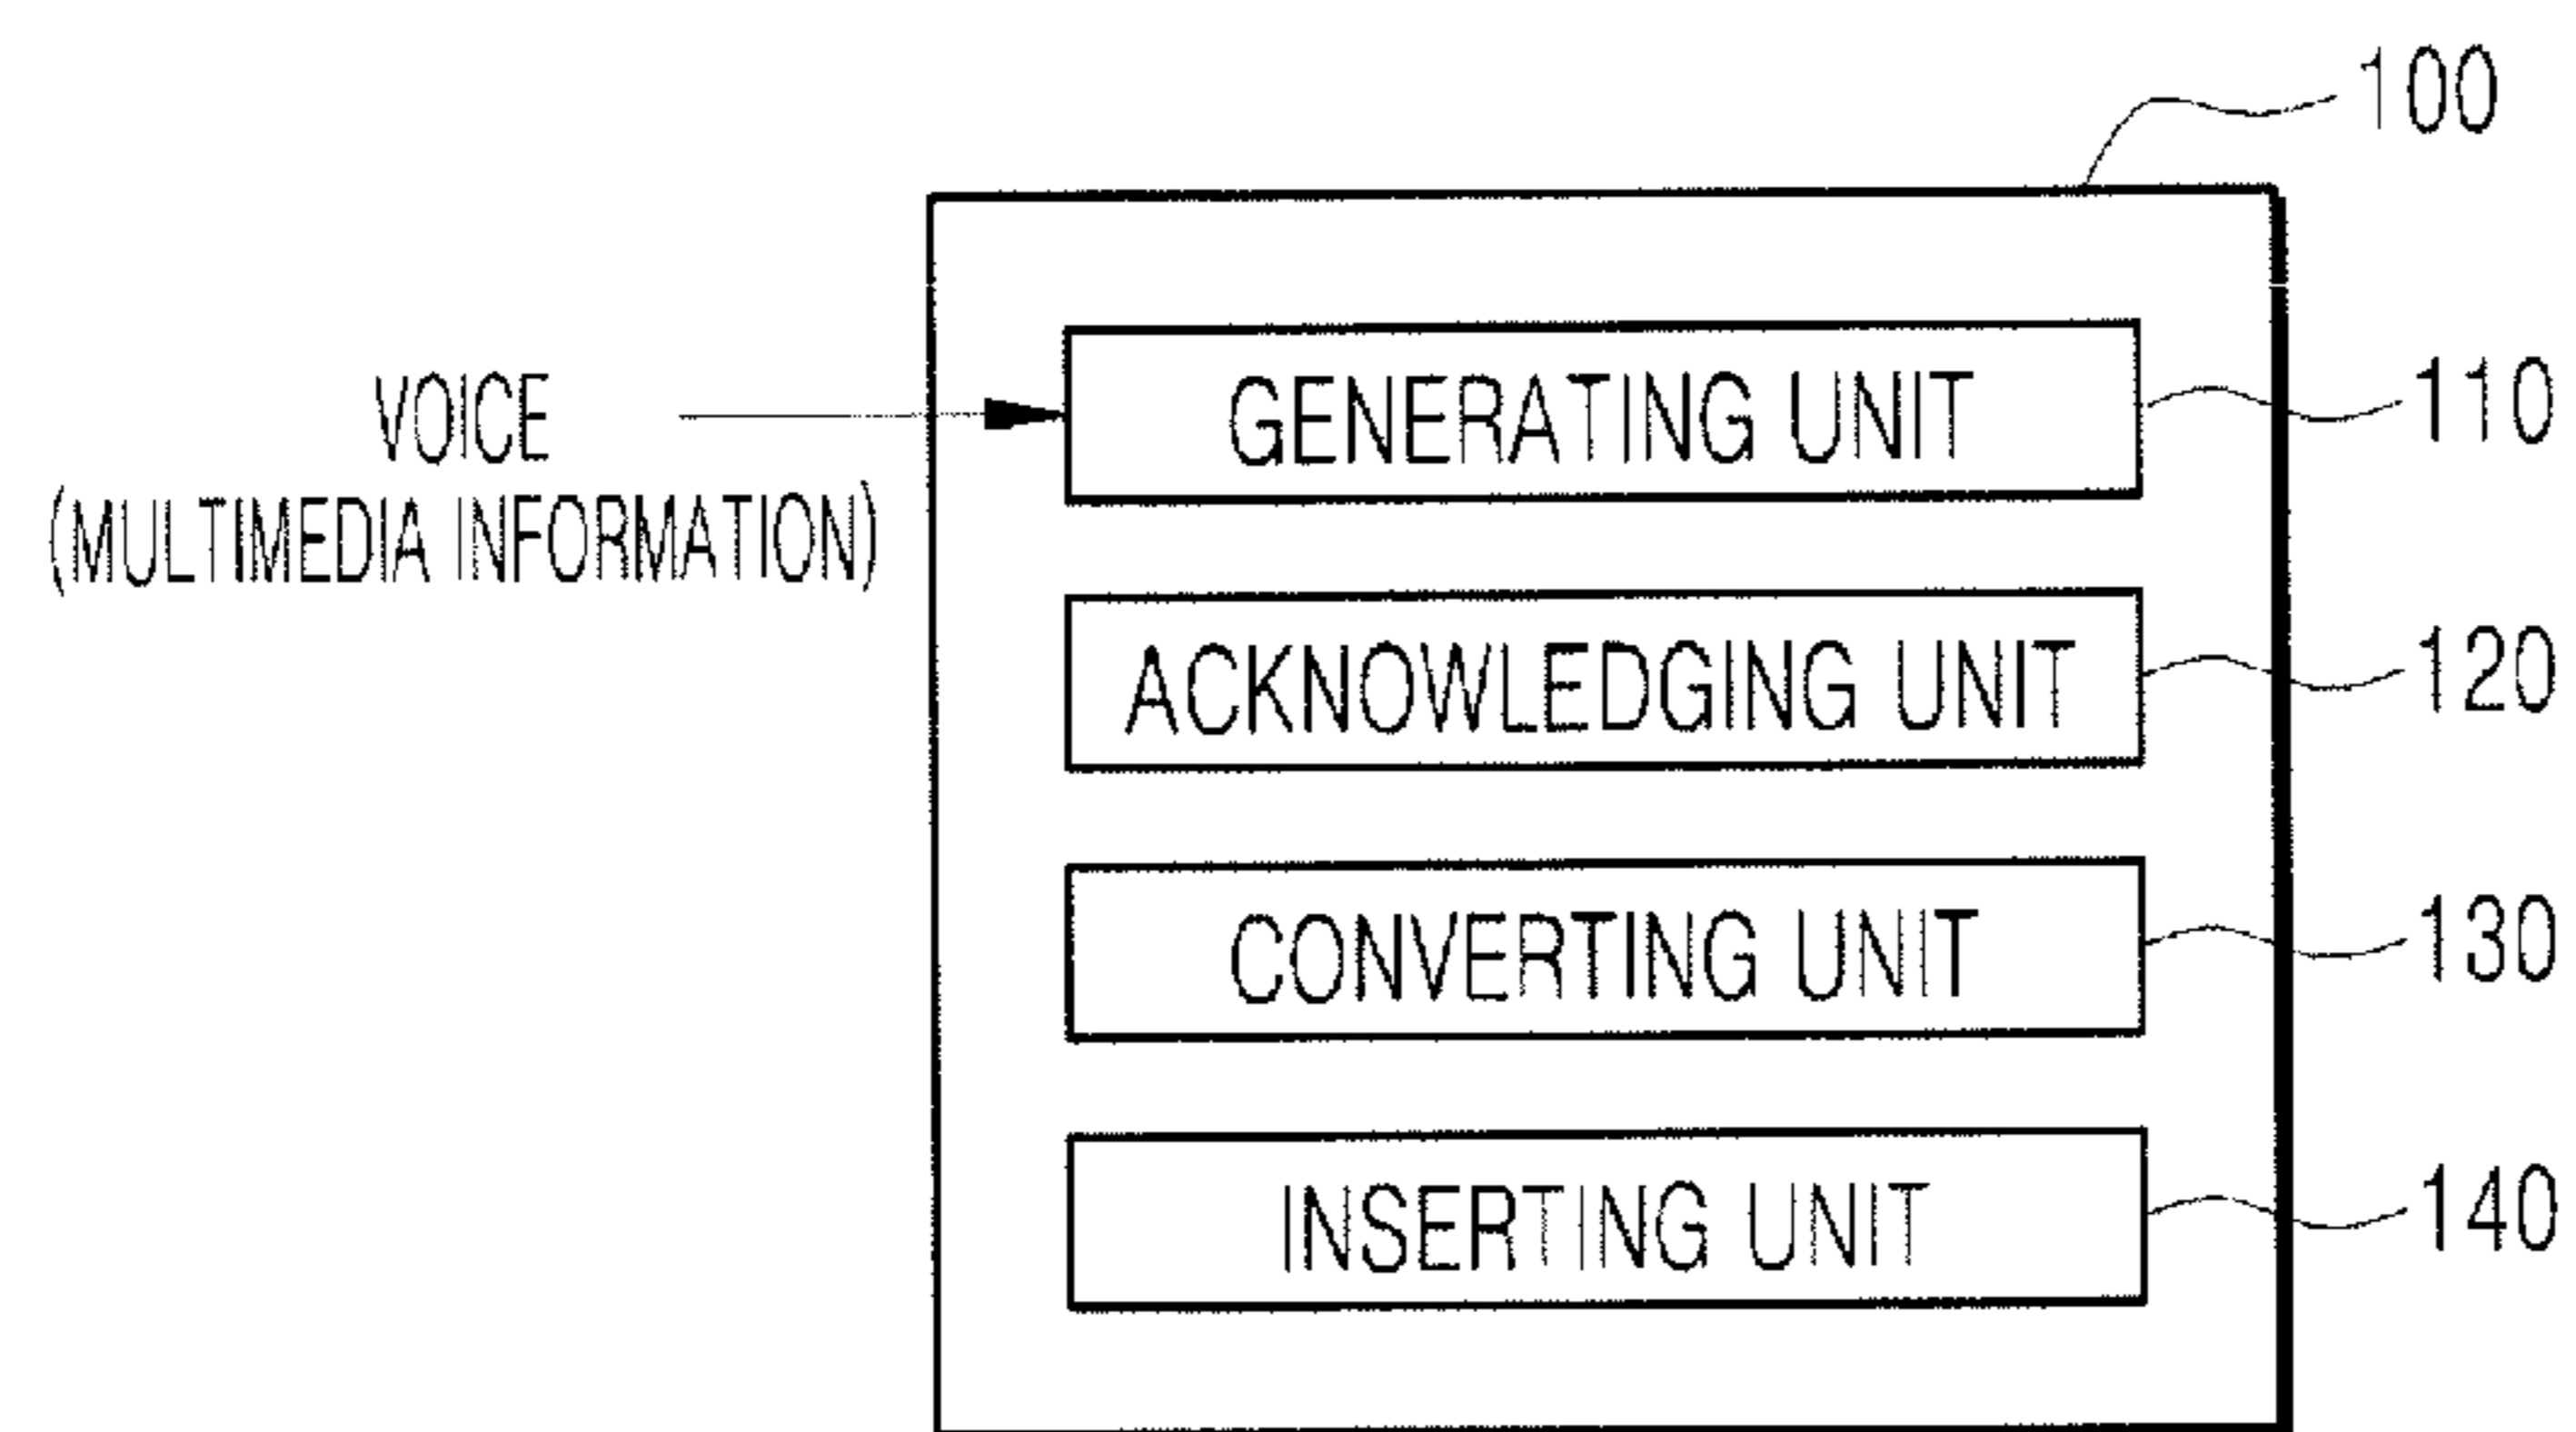 100
VOICE
(MULTIMEDIA INFORMATION)
GENERATING UNIT
110
ACKNOWLEDGING UNIT
120
CONVERTING UNIT
130
INSERTING UNIT
140